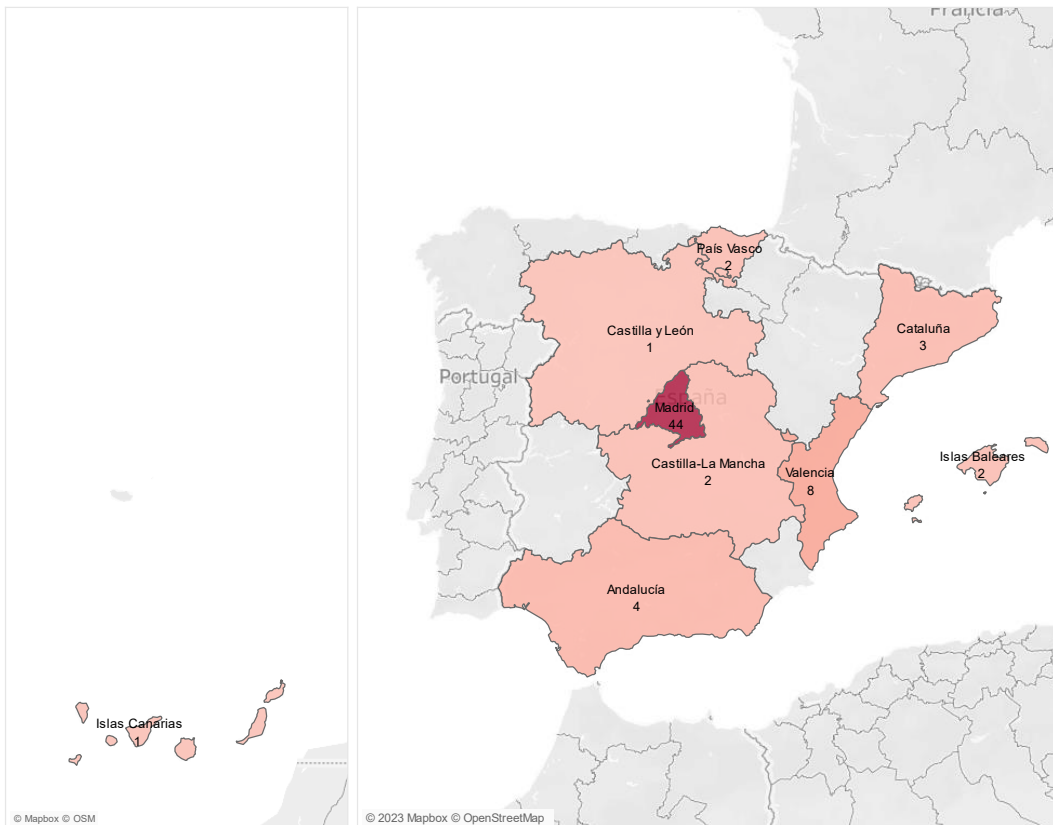 Francia
País Vasco
2
Castilla y León
1
Cataluña
3
Portugal
España
Madrid
44
Castilla-La Mancha
2
Valencia
8
Islas Baleares
2
Andalucía
4
Islas Canarias
1
© Mapbox © OSM
© 2023 Mapbox © OpenStreetMap